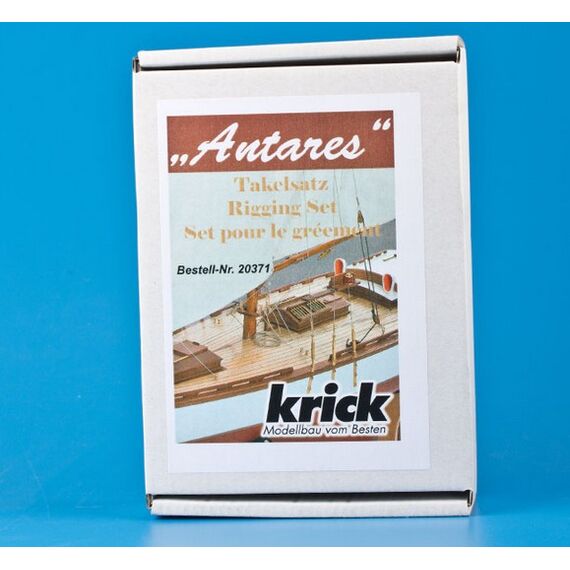 „Antares“
Takelsatz
Rigging Set
Set pour le gréement
Bestell-Nr. 20371
krick
Modellbau vom Besten